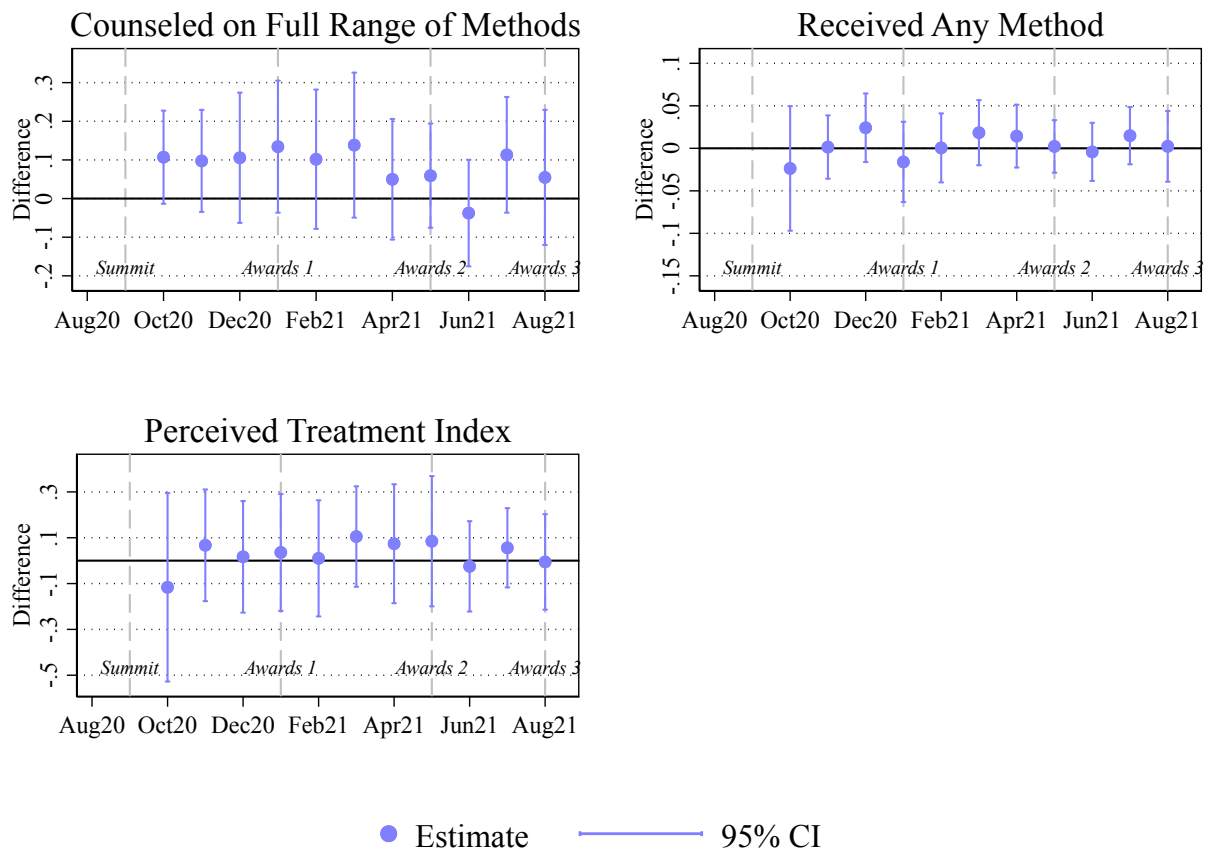 Counseled on Full Range of Methods
Difference
.3
.2
.1
0
-.1
-.2
Summit
Awards 1
Awards 2
Awards 3
Aug20 Oct20 Dec20 Feb21 Apr21 Jun21 Aug21
Received Any Method
Difference
.1
.05
0
-.05
-.1
-.15
Summit
Awards 1
Awards 2
Awards 3
Aug20 Oct20 Dec20 Feb21 Apr21 Jun21 Aug21
Perceived Treatment Index
Difference
.3
.1
-.1
-.3
-.5
Summit
Awards 1
Awards 2
Awards 3
Aug20 Oct20 Dec20 Feb21 Apr21 Jun21 Aug21
Estimate
95% CI